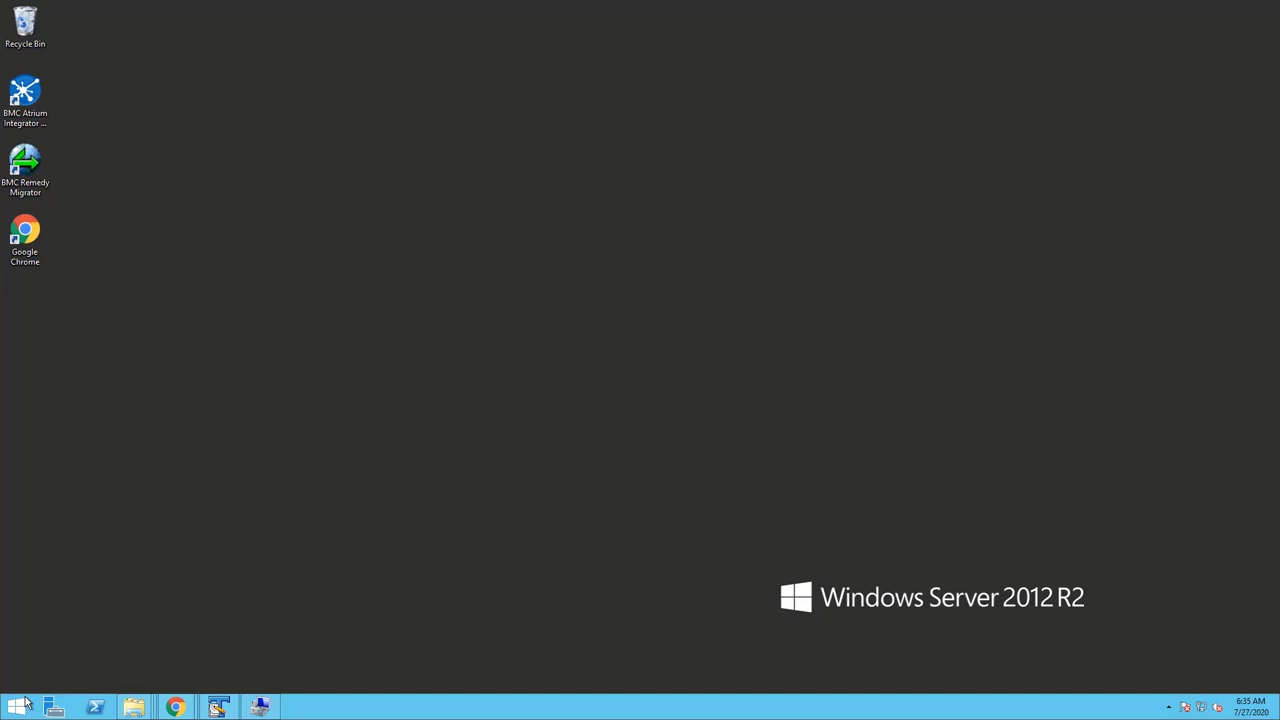 Recycle Bin
BMC Atrium
Integrator ...
BMC Remedy
Migrator
Google
Chrome
Windows Server 2012 R2
6:35 AM
7/27/2020